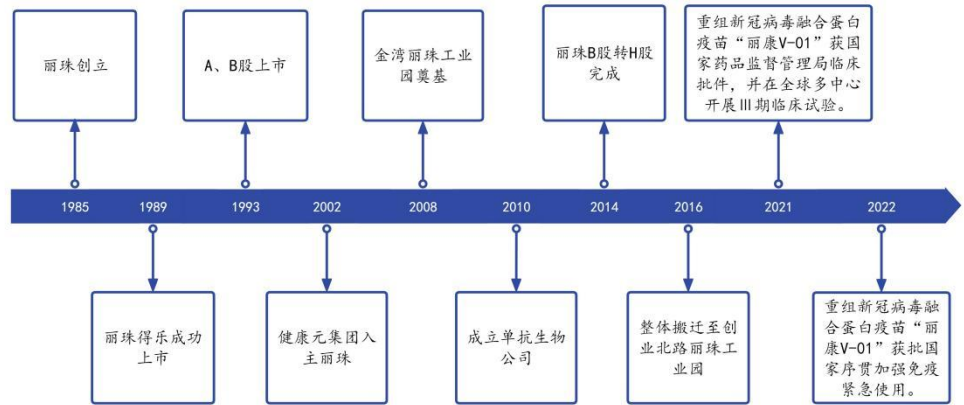 丽珠创立
A、B股上市
金湾丽珠工业
园奠基
丽珠B股转H股
完成
重组新冠病毒融合蛋白
疫苗“丽康V-01”获国
家药品监督管理局临床
批件，并在全球多中心
开展Ⅲ期临床试验。
1985
1989
1993
2002
2008
2010
2014
2016
2021
2022
丽珠得乐成功
上市
健康元集团入
主丽珠
成立单抗生物
公司
整体搬迁至创
业北路丽珠工
业园
重组新冠病毒融
合蛋白疫苗“丽
康V-01”获批国
家序贯加强免疫
紧急使用。